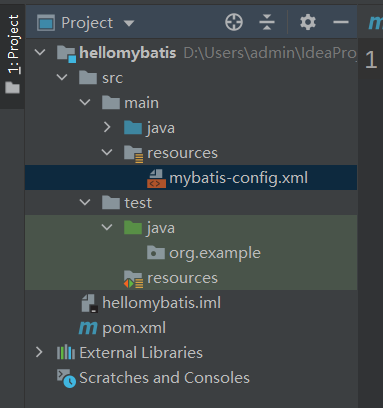 1: Project
Project
hellomybatis D:\Users\admin\IdeaPro
src
main
java
resources
mybatis-config.xml
test
java
org.example
resources
hellomybatis.iml
pom.xml
External Libraries
Scratches and Consoles
m
1